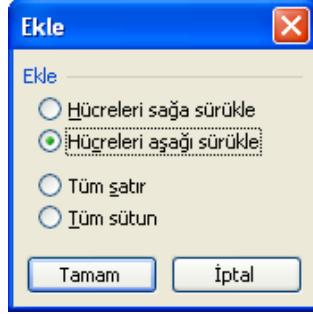 Ekle
Ekle
Hücreleri sağa sürükle
Hücreleri aşağı sürükle
Tüm satır
Tüm sütun
Tamam İptal